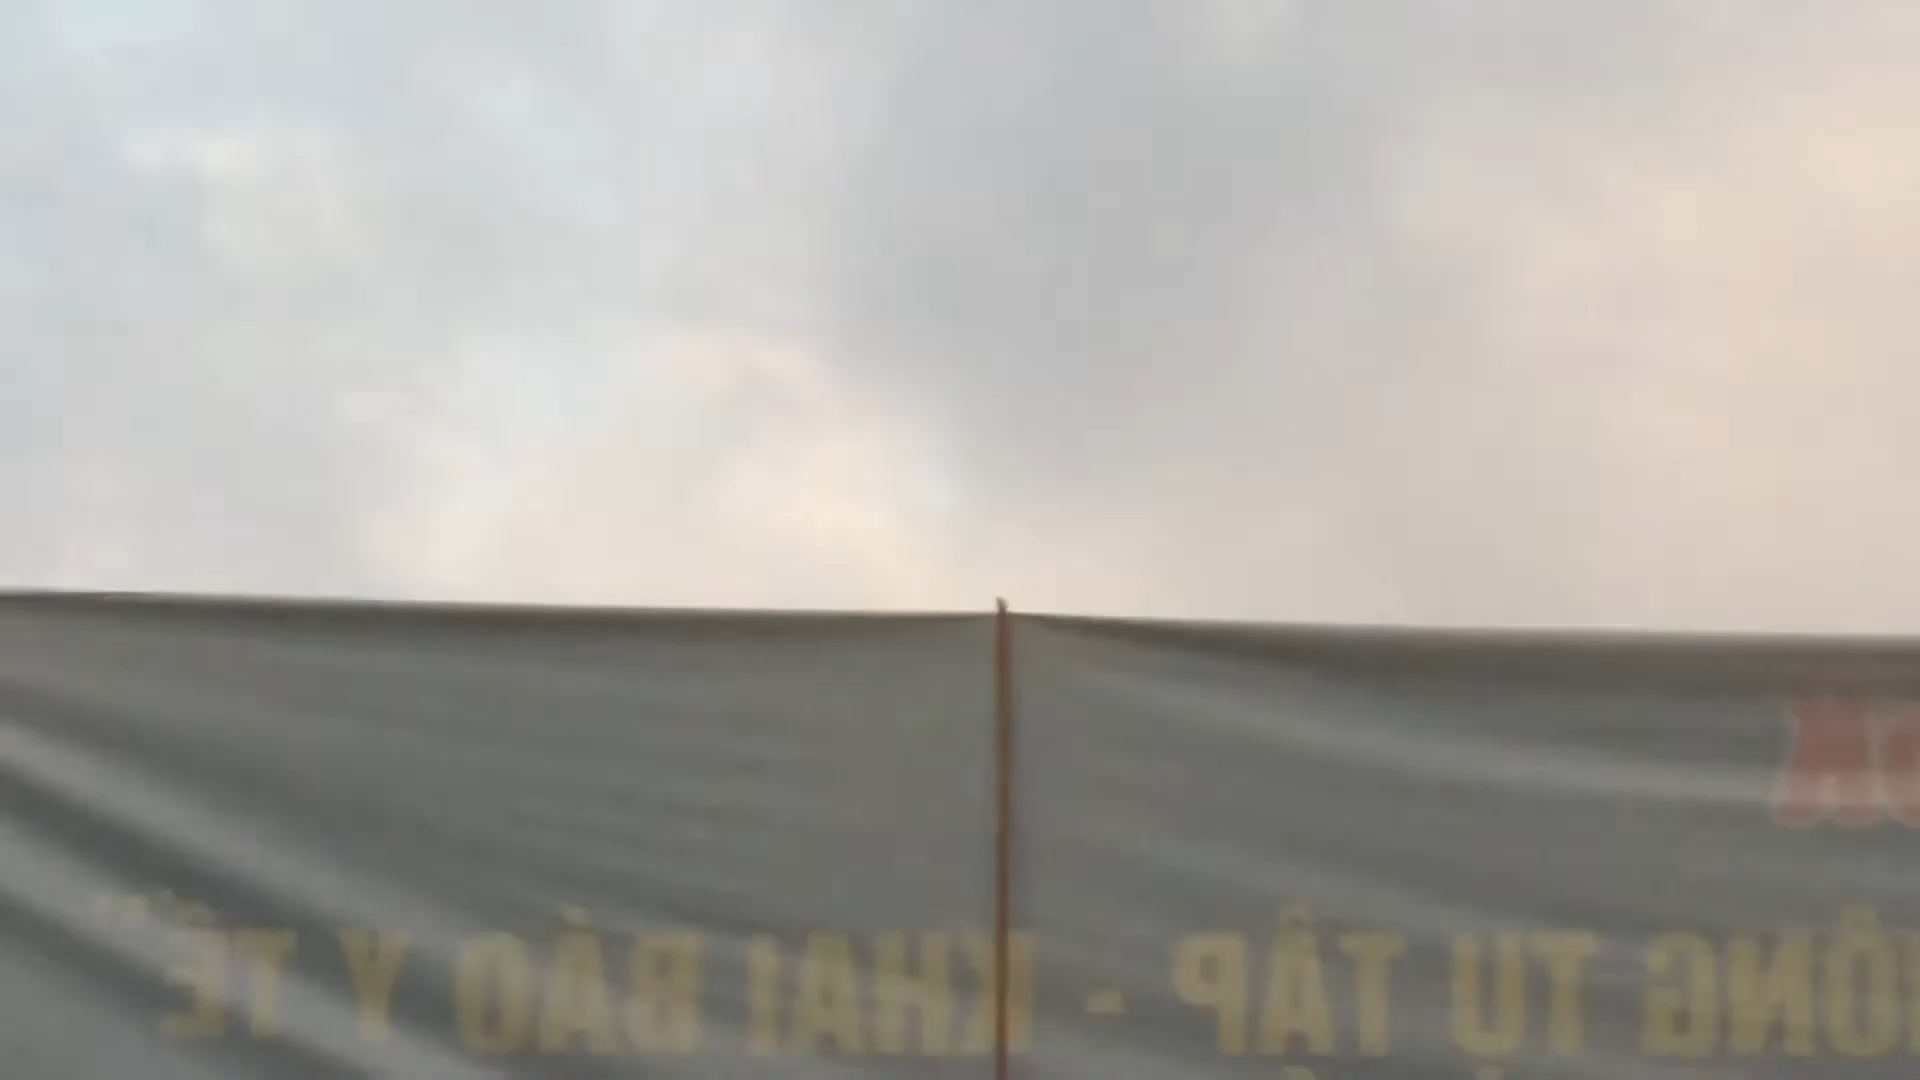 ÔNG TỤ TẬP - KHAI BÁO Y TẾ